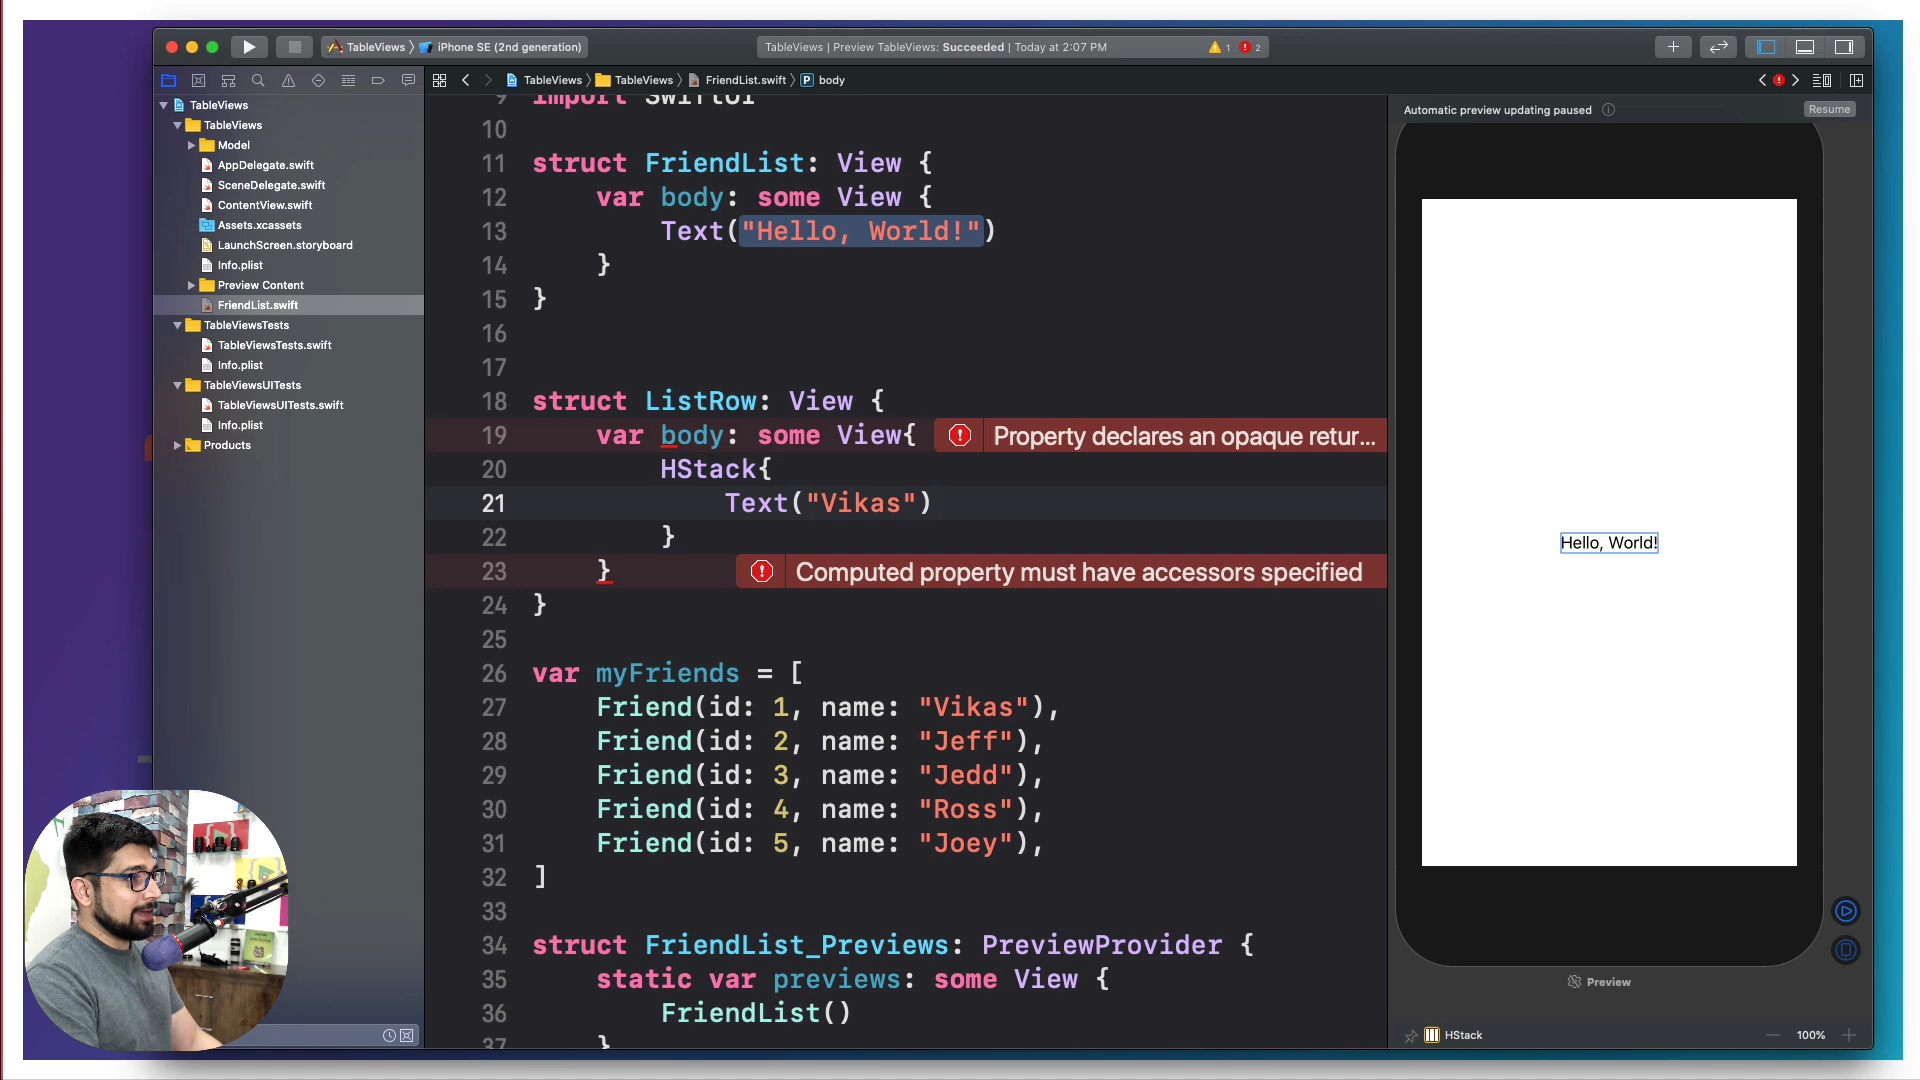 TableViews 〉 iPhone SE (2nd generation)
TableViews | Preview TableViews: Succeeded | Today at 2:07 PM
1
2
TableViews 〉 TableViews 〉 FriendList.swift 〉 P body
TableViews
TableViews
Model
AppDelegate.swift
SceneDelegate.swift
ContentView.swift
Assets.xcassets
LaunchScreen.storyboard
Info.plist
Preview Content
FriendList.swift
TableViewsTests
TableViewsTests.swift
Info.plist
TableViewsUITests
TableViewsUITests.swift
Info.plist
Products
9 import SwiftUI
10
11 struct FriendList: View {
12 var body: some View {
13 Text("Hello, World!")
14 }
15 }
16
17
18 struct ListRow: View {
19 var body: some View{ Property declares an opaque retur...
20 HStack{
21 Text("Vikas")
22 }
23 } Computed property must have accessors specified
24 }
25
26 var myFriends = [
27 Friend(id: 1, name: "Vikas"),
28 Friend(id: 2, name: "Jeff"),
29 Friend(id: 3, name: "Jedd"),
30 Friend(id: 4, name: "Ross"),
31 Friend(id: 5, name: "Joey"),
32 ]
33
34 struct FriendList_Previews: PreviewProvider {
35 static var previews: some View {
36 FriendList()
37 }
Automatic preview updating paused
Resume
Hello, World!
Preview
HStack
100%